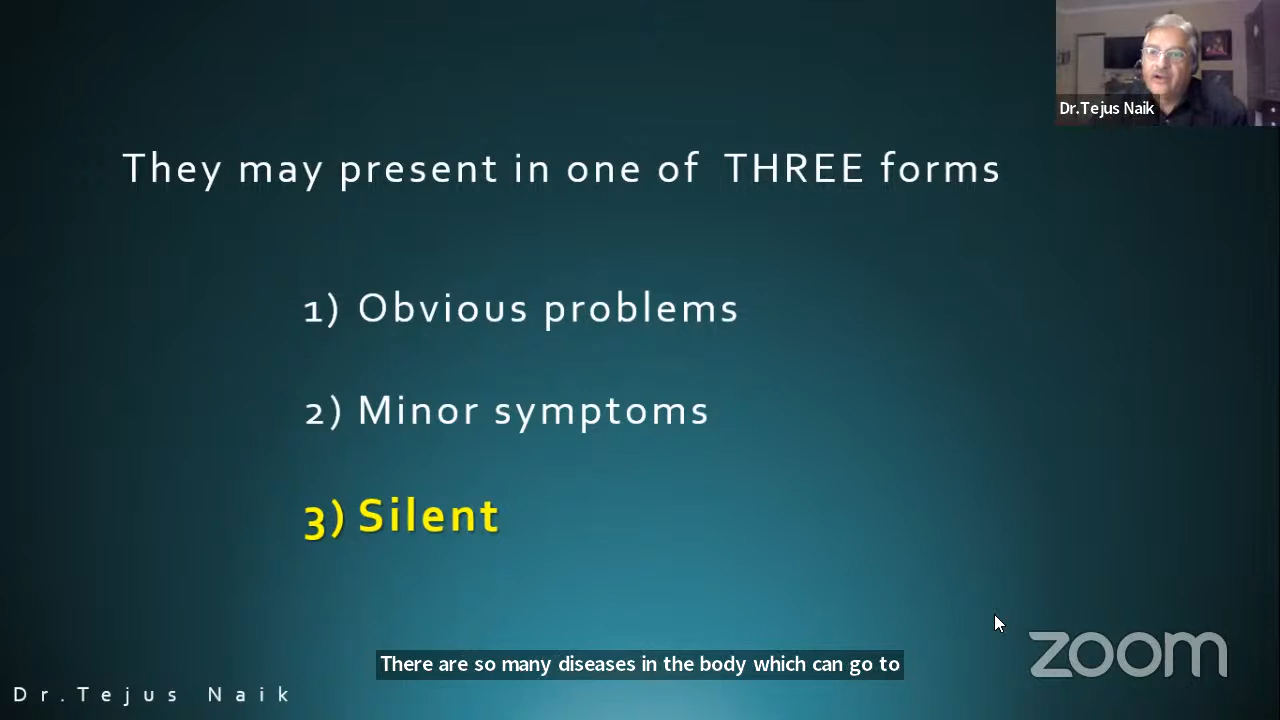 Dr.Tejus Naik
They may present in one of THREE forms
1) Obvious problems
2) Minor symptoms
3) Silent
There are so many diseases in the body which can go to
zoom
Dr.Tejus Naik